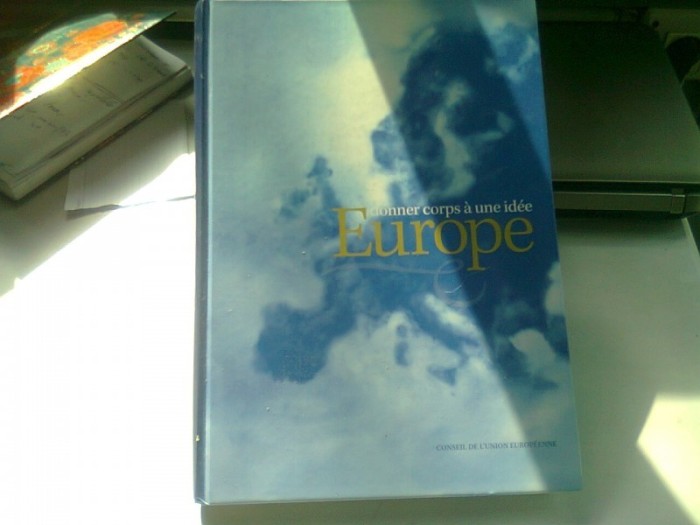 donner corps à une idée
Europe
CONSEIL DE L'UNION EUROPÉENNE